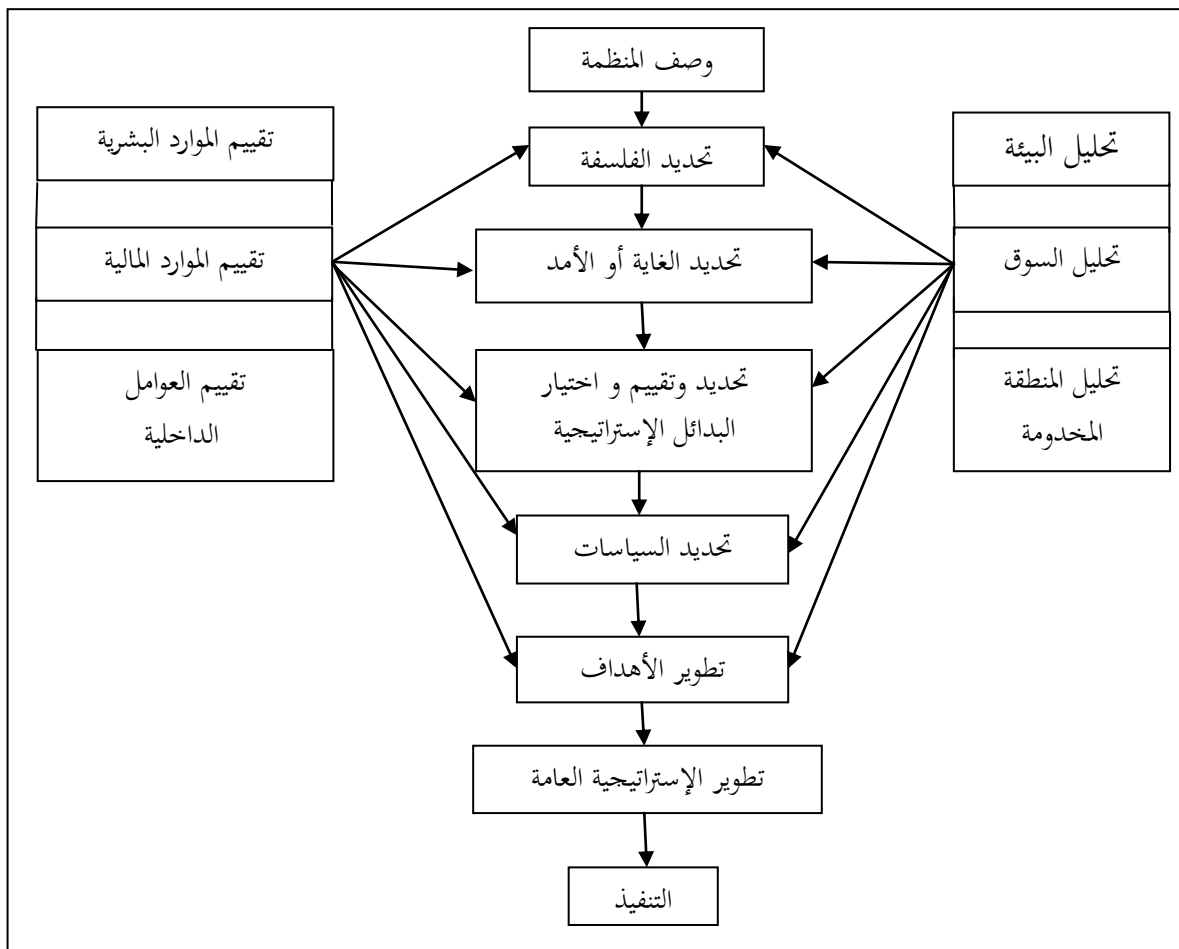 وصف المنظمة
تحليل البيئة
تحديد الفلسفة
تقييم الموارد البشرية
تحليل السوق
تحديد الغاية أو الأمد
تقييم الموارد المالية
تحليل المنطقة
المخدومة
تحديد وتقييم و اختيار
البدائل الإستراتيجية
تقييم العوامل
الداخلية
تحديد السياسات
تطوير الأهداف
تطوير الإستراتيجية العامة
التنفيذ